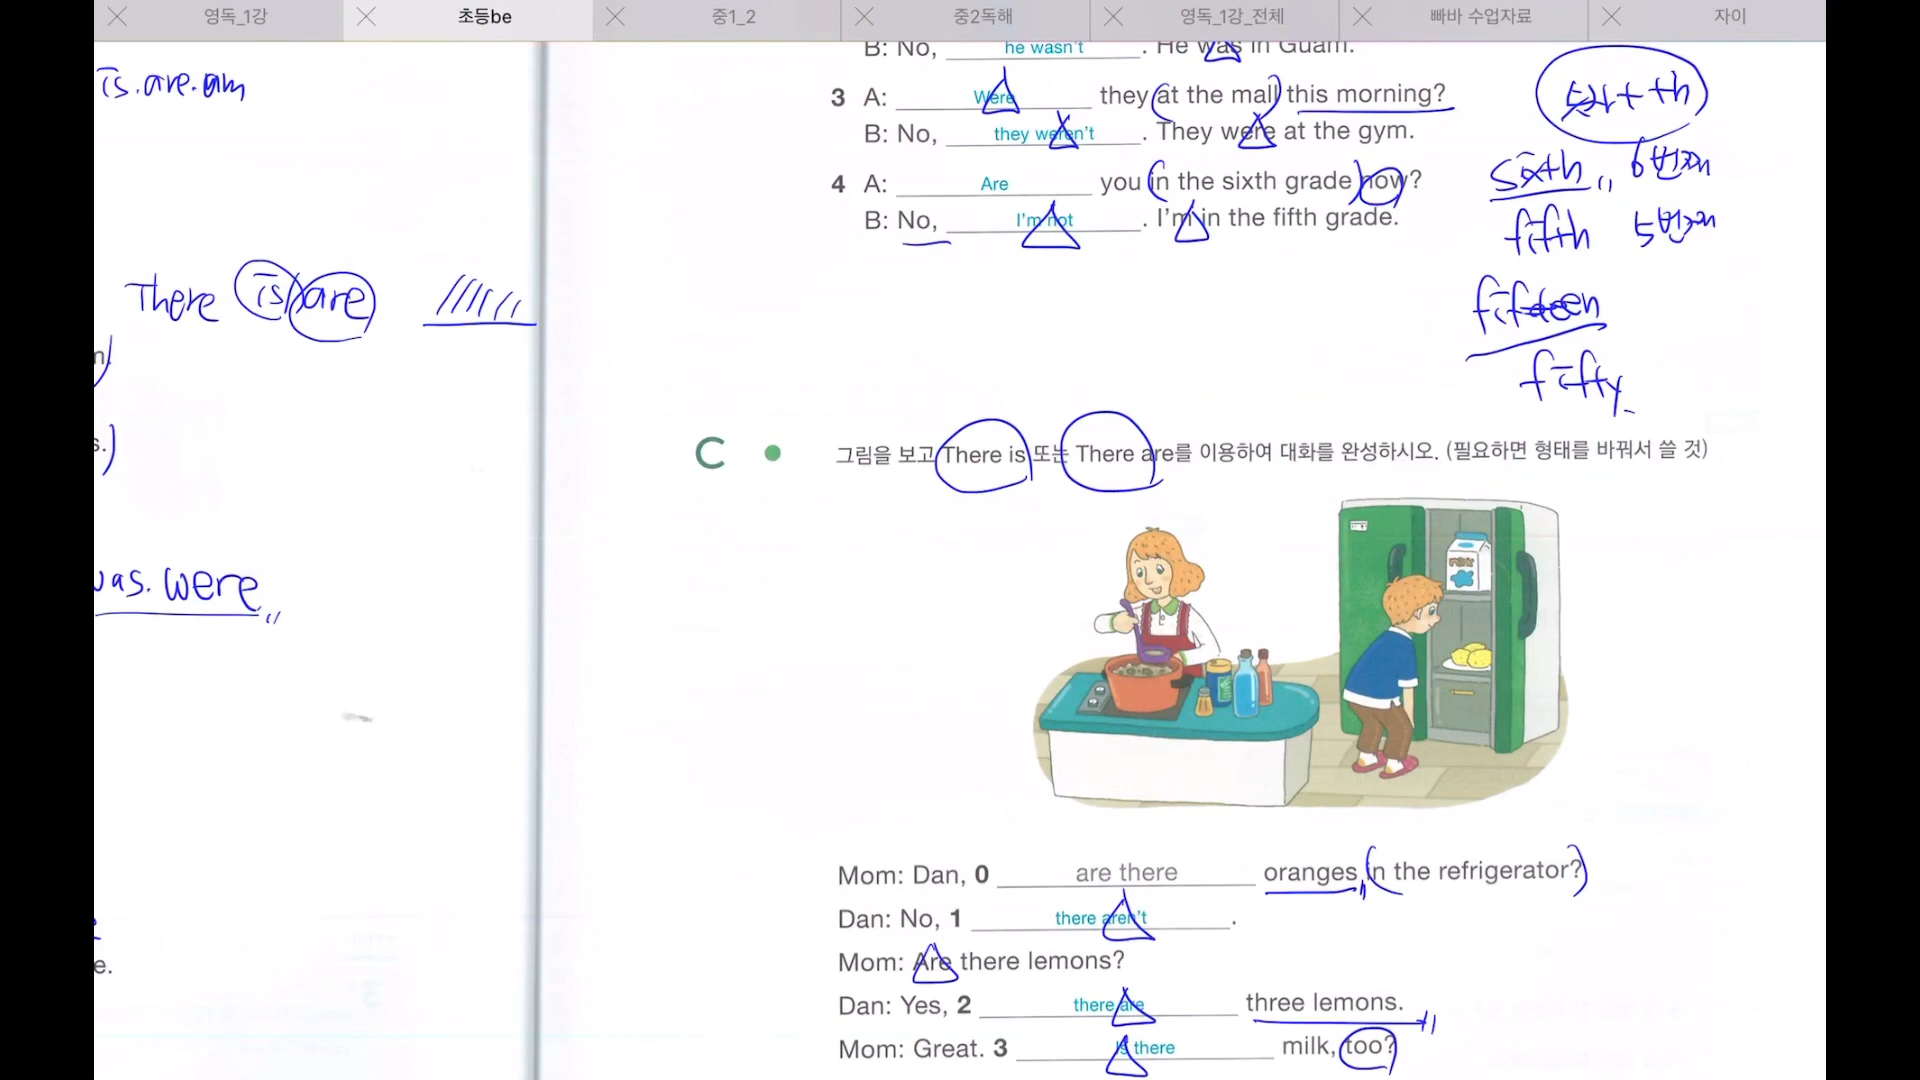 영독_1강
초등be
중1_2
중2독해
영독_1강_전체
빠바 수업자료
자이
is. are. am
There is are
n)
s.)
was. were
e.
B: No, he wasn't . He was in Guam.
3 A: Were they at the mall this morning?
B: No, they weren't . They were at the gym.
4 A: Are you in the sixth grade now?
B: No, I'm not . I'm in the fifth grade.
숫자 + th
sixth 6번째
fifth 5번째
fifteen
fifty
C 그림을 보고 There is 또는 There are를 이용하여 대화를 완성하시오. (필요하면 형태를 바꿔서 쓸 것)
MILK
Mom: Dan, 0 are there oranges in the refrigerator?
Dan: No, 1 there aren't .
Mom: Are there lemons?
Dan: Yes, 2 there are three lemons.
Mom: Great. 3 Is there milk, too?